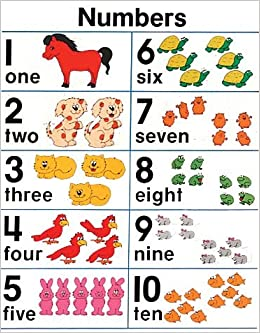 Numbers
1
one
2
two
3
three
4
four
5
five
6
six
7
seven
8
eight
9
nine
10
ten